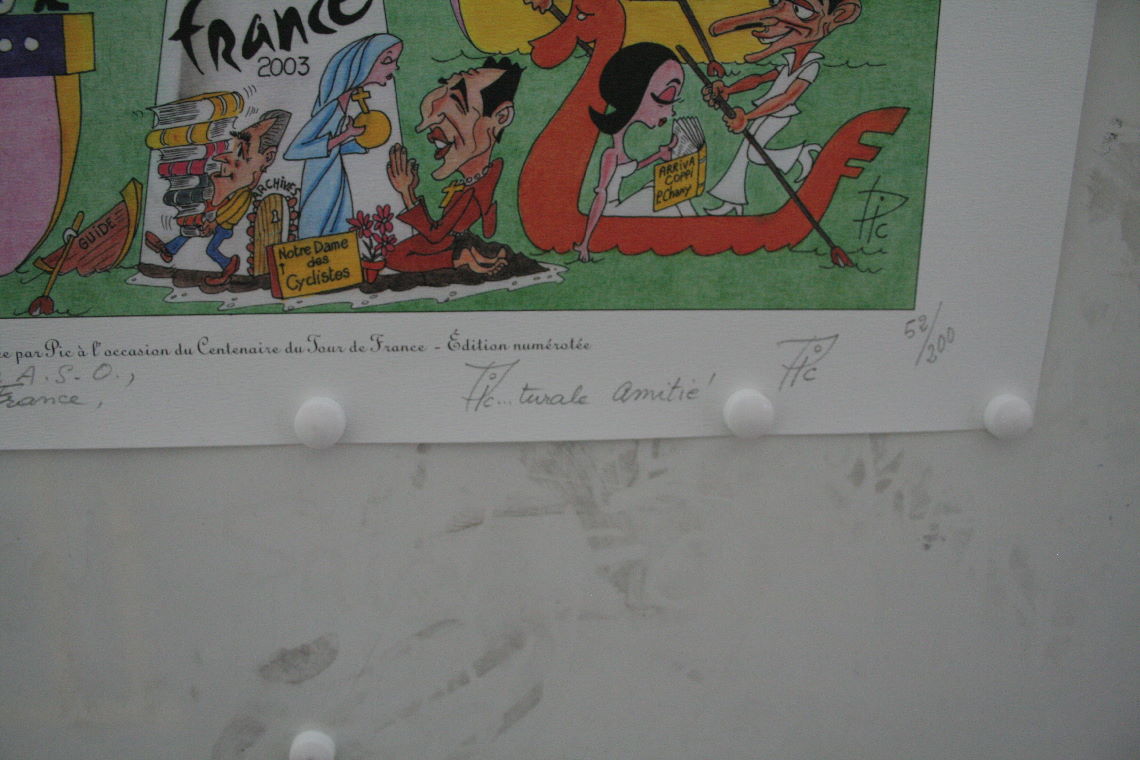 france
2003
ARCHIVES
GUIDE
Notre Dame
des
Cyclistes
ARRIVA
COPPI
P. Chany
Pic
par Pic à l'occasion du Centenaire du Tour de France - Édition numérotée
A.S.O.,
France,
Pic... turale Amitié!
Pic
52/200